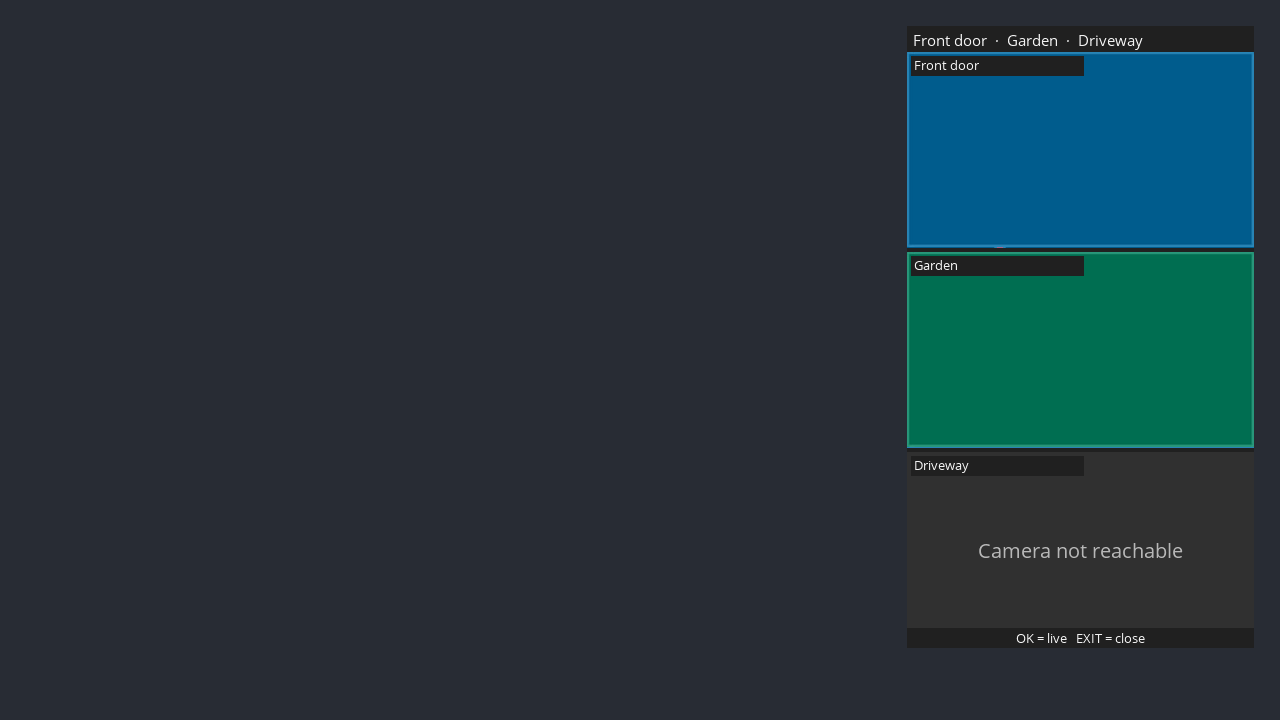 Front door · Garden · Driveway
Front door
Garden
Driveway
Camera not reachable
OK = live EXIT = close